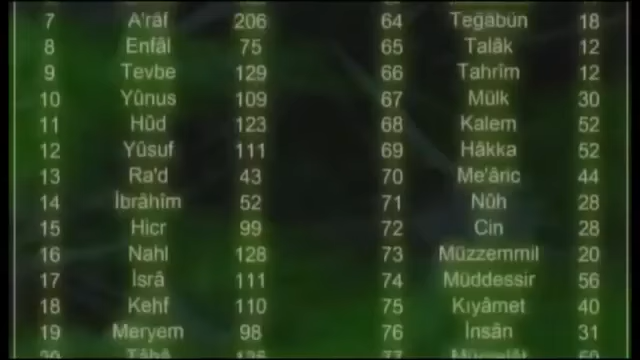 7 A'râf 206 64 Teğâbün 18
8 Enfâl 75 65 Talâk 12
9 Tevbe 129 66 Tahrîm 12
10 Yûnus 109 67 Mülk 30
11 Hûd 123 68 Kalem 52
12 Yûsuf 111 69 Hâkka 52
13 Ra'd 43 70 Me'âric 44
14 İbrâhîm 52 71 Nûh 28
15 Hicr 99 72 Cin 28
16 Nahl 128 73 Müzzemmil 20
17 İsrâ 111 74 Müddessir 56
18 Kehf 110 75 Kıyâmet 40
19 Meryem 98 76 İnsân 31